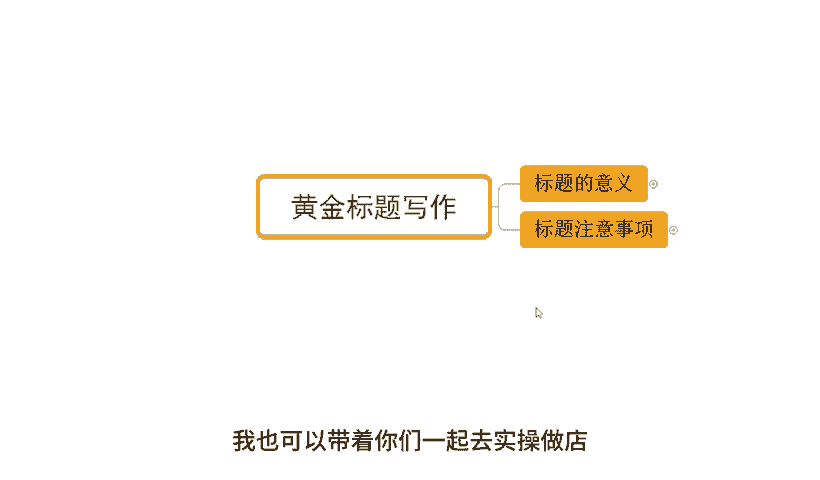 标题的意义
黄金标题写作
标题注意事项
我也可以带着你们一起去实操做店